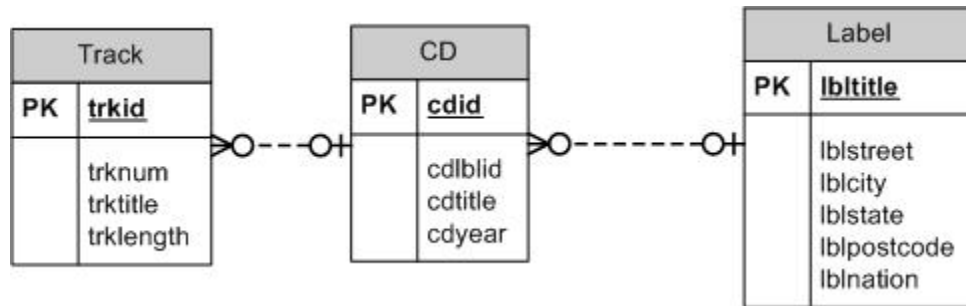 Track
PK trkid
trknum
trktitle
trklength
CD
PK cdid
cdlblid
cdtitle
cdyear
Label
PK lbltitle
lblstreet
lblcity
lblstate
lblpostcode
lblnation